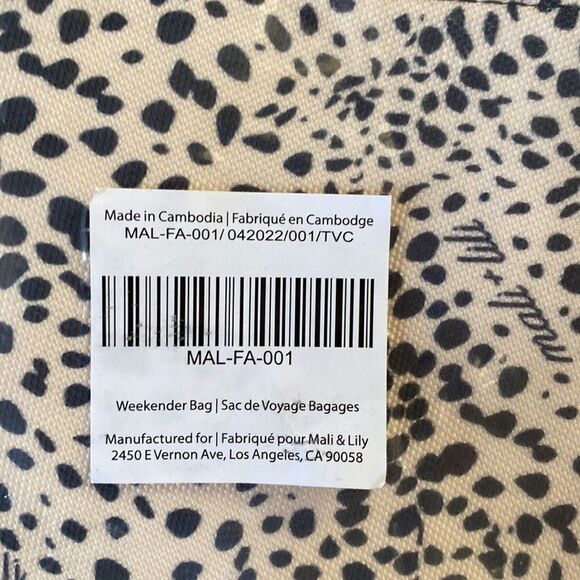 Made in Cambodia | Fabriqué en Cambodge
MAL-FA-001/ 042022/001/TVC
MAL-FA-001
Weekender Bag | Sac de Voyage Bagages
Manufactured for | Fabriqué pour Mali & Lily
2450 E Vernon Ave, Los Angeles, CA 90058
mali + lili